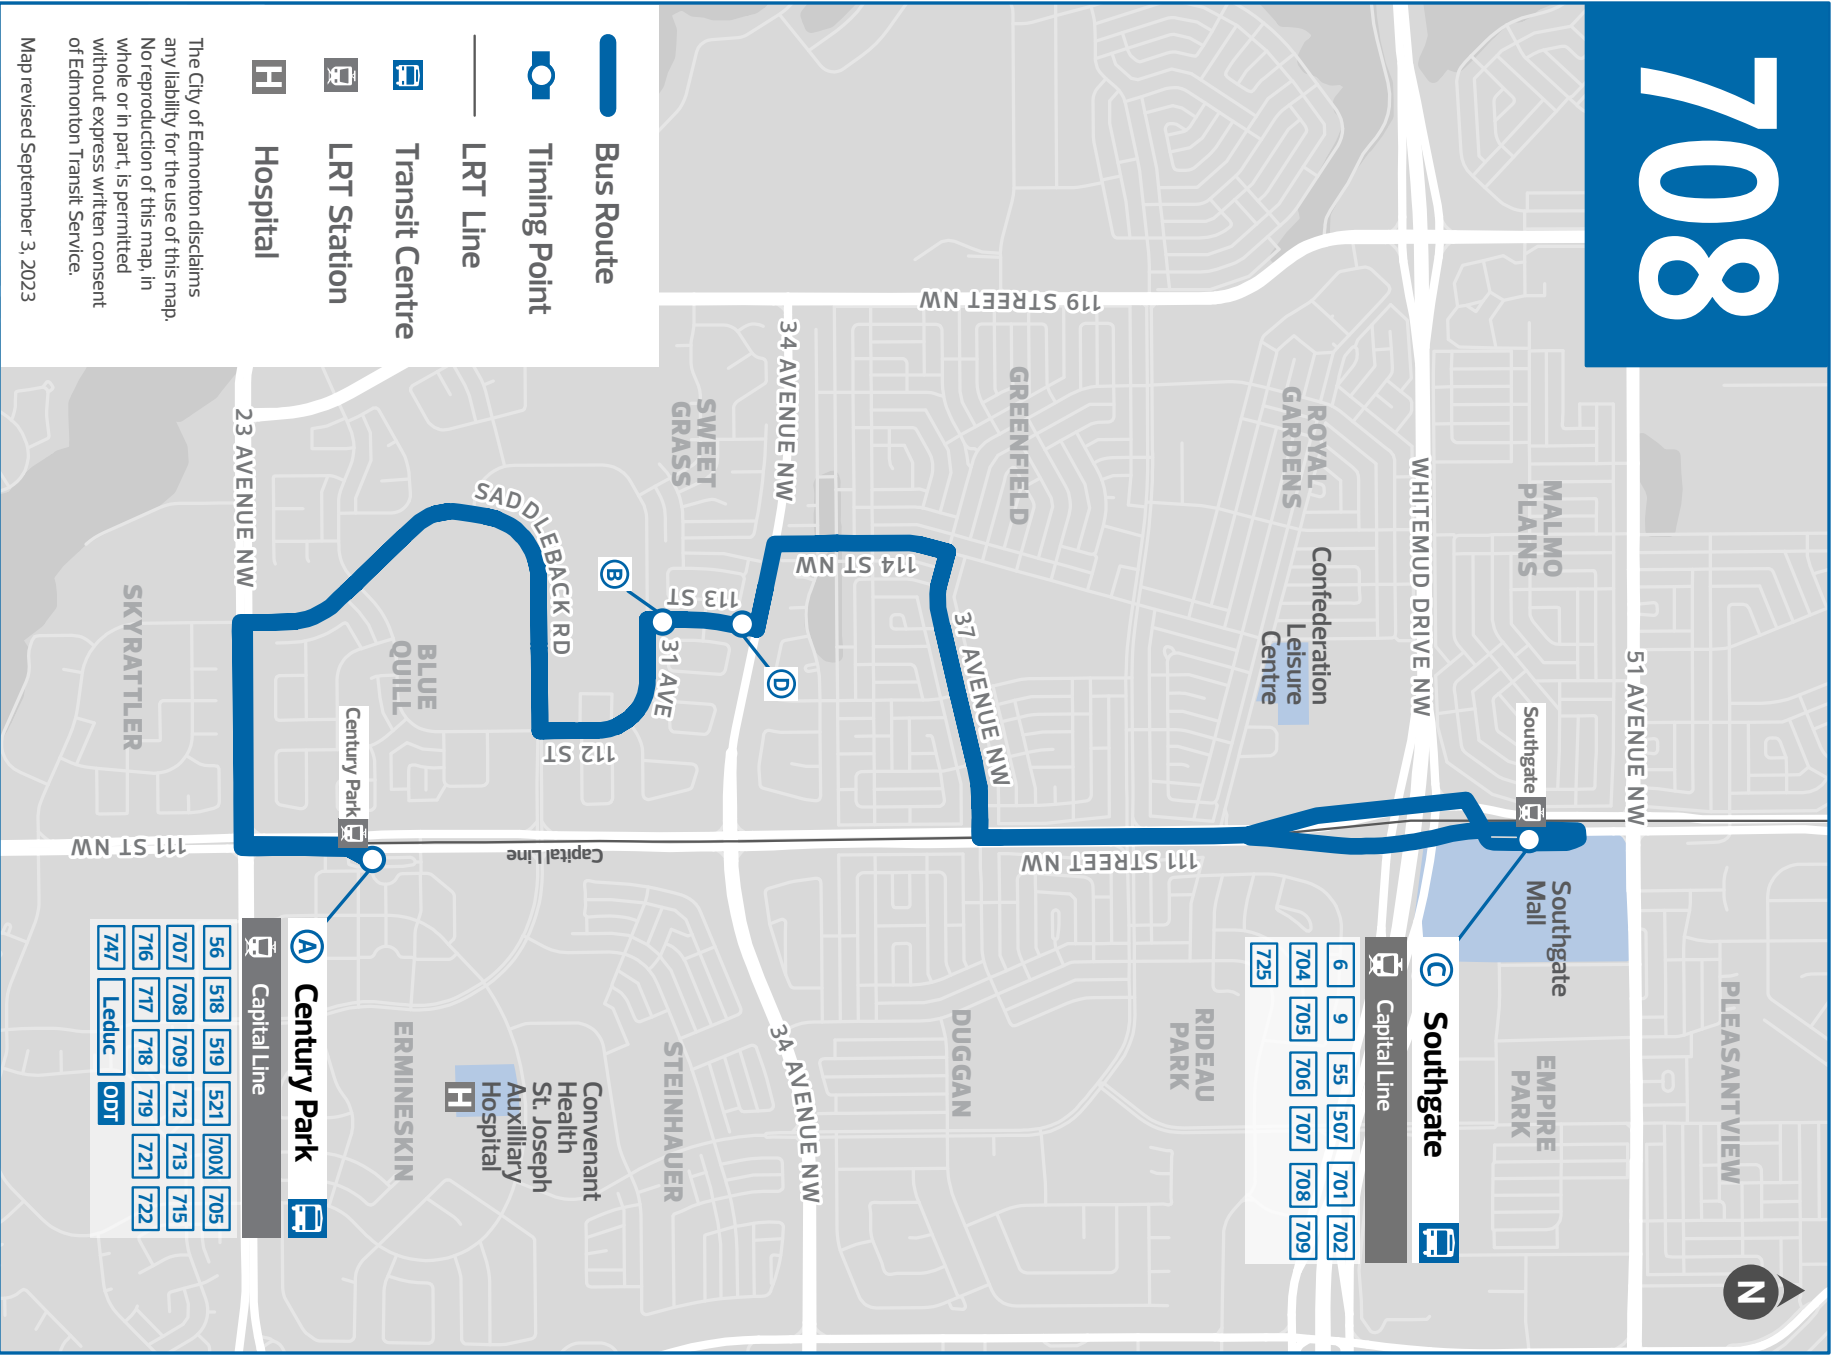 708
Bus Route
Timing Point
LRT Line
Transit Centre
LRT Station
H
Hospital
The City of Edmonton disclaims
any liability for the use of this map.
No reproduction of this map, in
whole or in part, is permitted
without express written consent
of Edmonton Transit Service.
Map revised September 3, 2023
51 AVENUE NW
PLEASANTVIEW
MALMO
PLAINS
Southgate
Southgate
Mall
EMPIRE
PARK
WHITEMUD DRIVE NW
C
Southgate
Capital Line
6
9
55
507
701
702
704
705
706
707
708
709
725
Confederation
Leisure
Centre
ROYAL
GARDENS
RIDEAU
PARK
111 STREET NW
119 STREET NW
GREENFIELD
37 AVENUE NW
DUGGAN
114 ST NW
34 AVENUE NW
34 AVENUE NW
D
113 ST
SWEET
GRASS
31 AVE
B
STEINHAUER
112 ST
Capital Line
SADDLEBACK RD
Convenant
Health
St. Joseph
Auxilliary
Hospital
H
BLUE
QUILL
ERMINESKIN
Century Park
A
Century Park
Capital Line
56
518
519
521
700X
705
707
708
709
712
713
715
716
717
718
719
721
722
747
Leduc
ODT
23 AVENUE NW
111 ST NW
SKYRATTLER
N